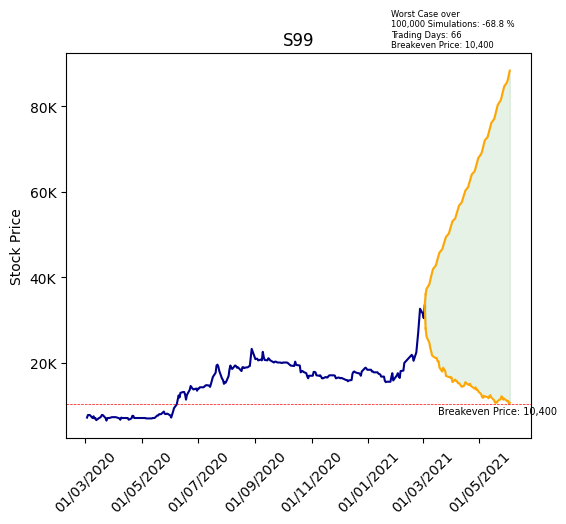 Worst Case over
100,000 Simulations: -68.8 %
Trading Days: 66
Breakeven Price: 10,400
S99
Stock Price
80K
60K
40K
20K
Breakeven Price: 10,400
01/03/2020
01/05/2020
01/07/2020
01/09/2020
01/11/2020
01/01/2021
01/03/2021
01/05/2021